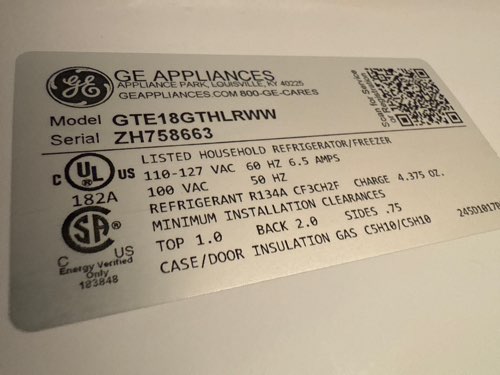 GE
GE APPLIANCES
APPLIANCE PARK, LOUISVILLE, KY 40225
GEAPPLIANCES.COM 800-GE-CARES
Model GTE18GTHLRWW
Serial ZH758663
LISTED HOUSEHOLD REFRIGERATOR/FREEZER
110-127 VAC 60 HZ 6.5 AMPS
100 VAC 50 HZ
REFRIGERANT R134A CF3CH2F CHARGE 4.375 OZ.
MINIMUM INSTALLATION CLEARANCES
TOP 1.0 BACK 2.0 SIDES .75
CASE/DOOR INSULATION GAS C5H10/C5H10
C UL US
182A
SA
C US
Energy Verified
Only
183848
Scan for Service